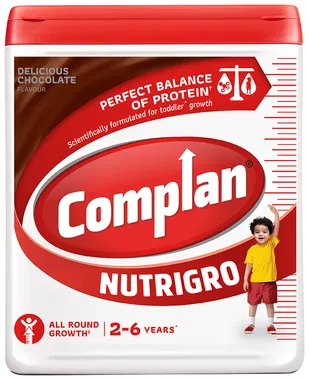 DELICIOUS
CHOCOLATE
FLAVOUR
PERFECT BALANCE
OF PROTEIN*
Scientifically formulated for toddler^ growth
Complan®
NUTRIGRO
ALL ROUND
GROWTH#
2-6 YEARS^